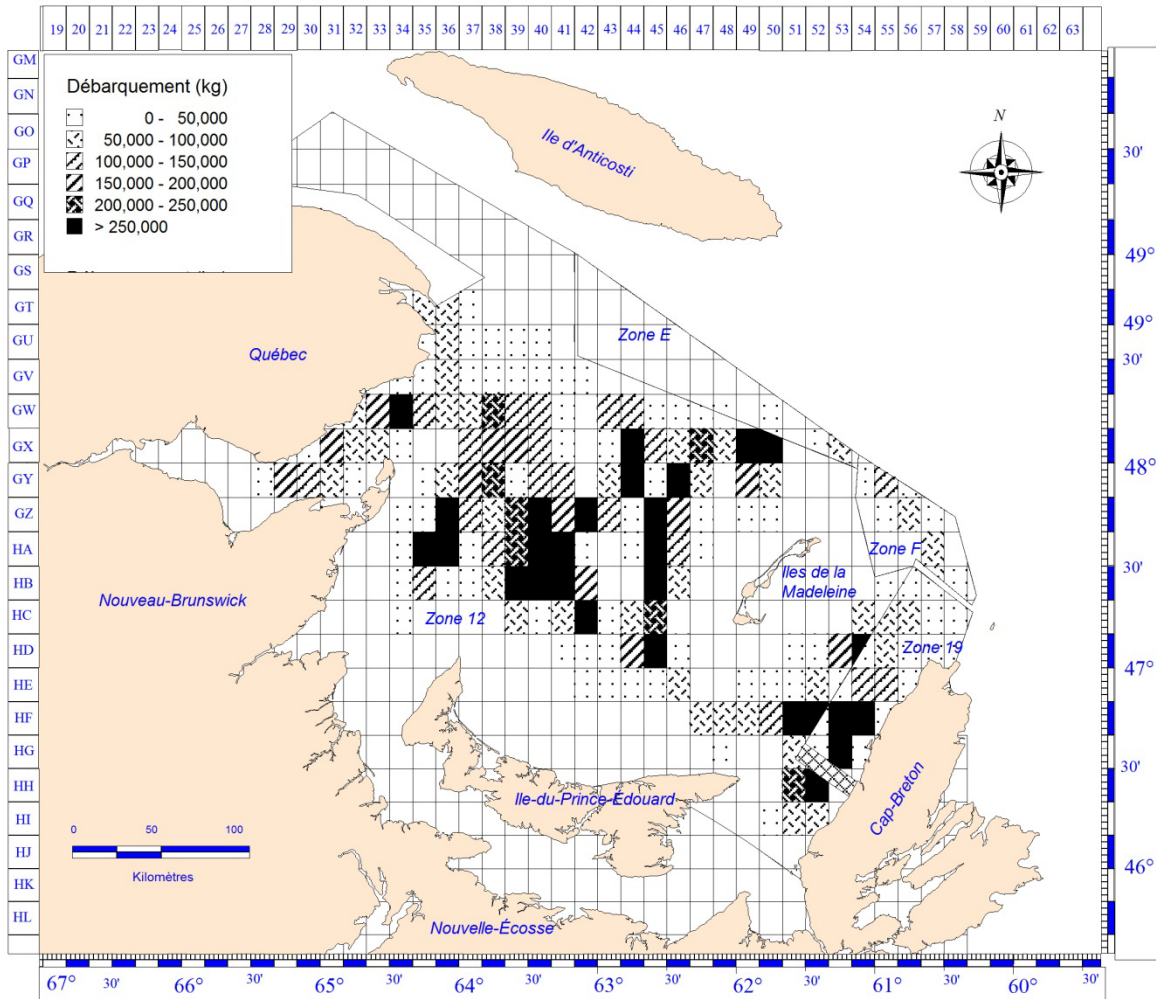 19 20 21 22 23 24 25 26 27 28 29 30 31 32 33 34 35 36 37 38 39 40 41 42 43 44 45 46 47 48 49 50 51 52 53 54 55 56 57 58 59 60 61 62 63
GM
GN
GO
GP
GQ
GR
GS
GT
GU
GV
GW
GX
GY
GZ
HA
HB
HC
HD
HE
HF
HG
HH
HI
HJ
HK
HL
Débarquement (kg)
0 - 50,000
50,000 - 100,000
100,000 - 150,000
150,000 - 200,000
200,000 - 250,000
> 250,000
Ile d'Anticosti
N
Zone E
Québec
Zone F
Iles de la
Madeleine
Nouveau-Brunswick
Zone 12
Zone 19
Ile-du-Prince-Édouard
Cap-Breton
Nouvelle-Écosse
0 50 100
Kilomètres
30'
49°
49°
30'
48°
30'
47°
30'
46°
67° 30' 66° 30' 65° 30' 64° 30' 63° 30' 62° 30' 61° 30' 60° 30'